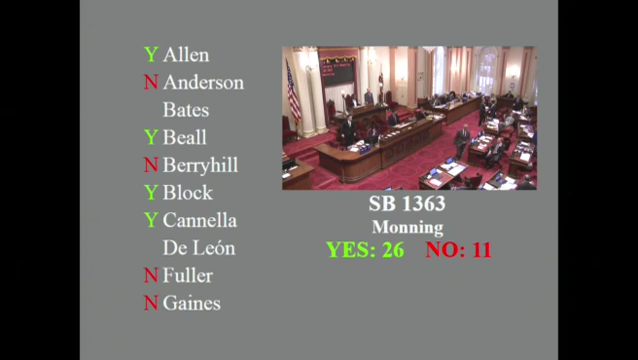 Y Allen
N Anderson
Bates
Y Beall
N Berryhill
Y Block
Y Cannella
De León
N Fuller
N Gaines
SB 1363
Monning
YES: 26 NO: 11